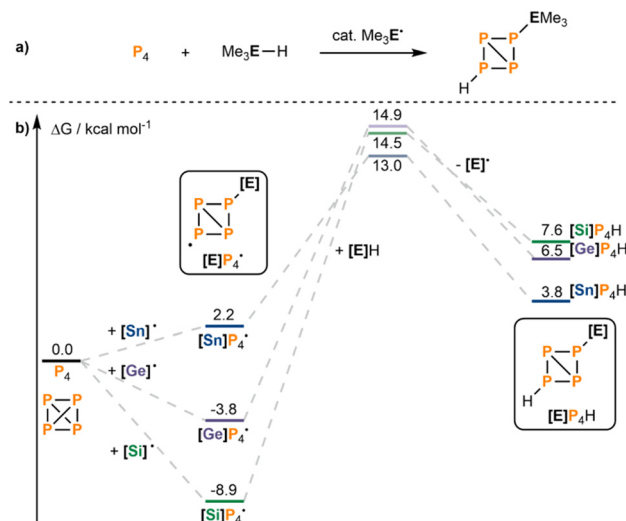 a) P4 + Me3E—H cat. Me3E• P P P P EMe3 H
b) ΔG / kcal mol⁻¹
14.9
14.5
13.0
- [E]•
[E]
P P
P P
•
[E]P4•
+ [E]H
7.6 [Si]P4H
6.5 [Ge]P4H
3.8 [Sn]P4H
2.2
[Sn]P4•
+ [Sn]•
0.0
P4
+ [Ge]•
P P
P P
-3.8
[Ge]P4•
+ [Si]•
-8.9
[Si]P4•
[E]
P P
P P
H
[E]P4H